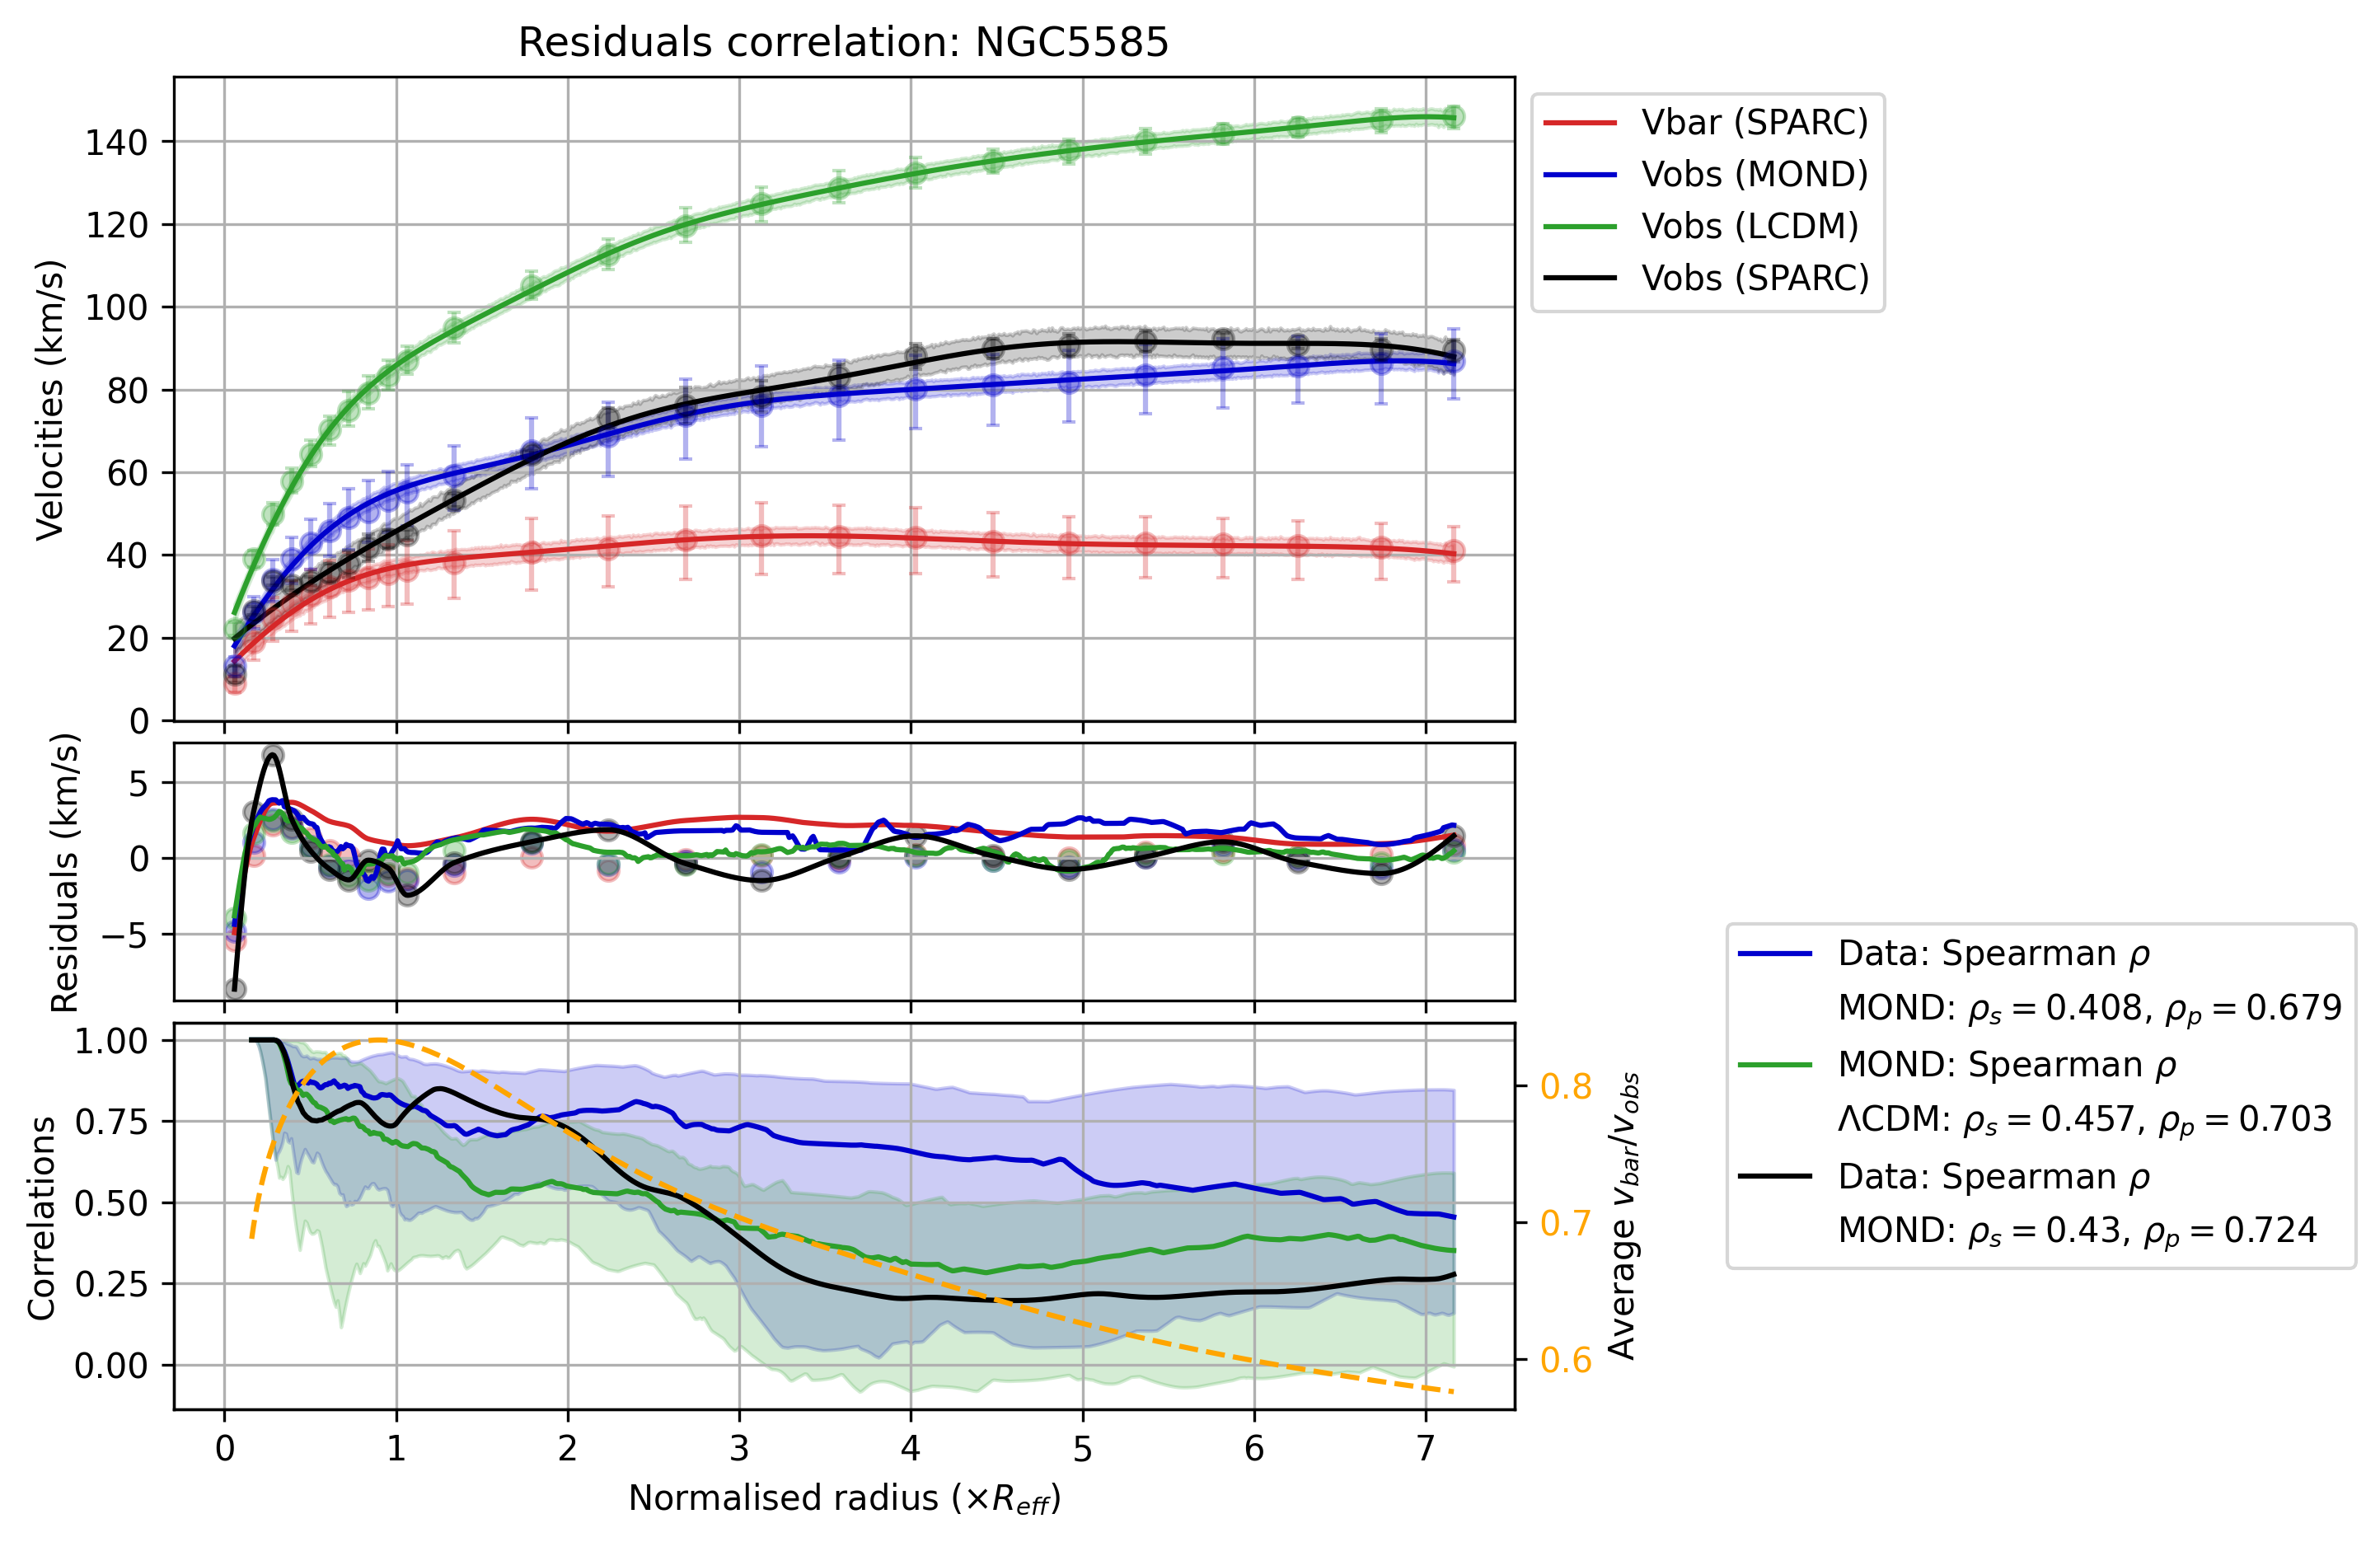 Residuals correlation: NGC5585
Velocities (km/s)
140
120
100
80
60
40
20
0
Vbar (SPARC)
Vobs (MOND)
Vobs (LCDM)
Vobs (SPARC)
Residuals (km/s)
5
0
−5
Data: Spearman ρ
MOND: ρ_s = 0.408, ρ_p = 0.679
MOND: Spearman ρ
ΛCDM: ρ_s = 0.457, ρ_p = 0.703
Data: Spearman ρ
MOND: ρ_s = 0.43, ρ_p = 0.724
Correlations
1.00
0.75
0.50
0.25
0.00
0.8
0.7
0.6
Average v_bar/v_obs
0 1 2 3 4 5 6 7
Normalised radius (×R_eff)